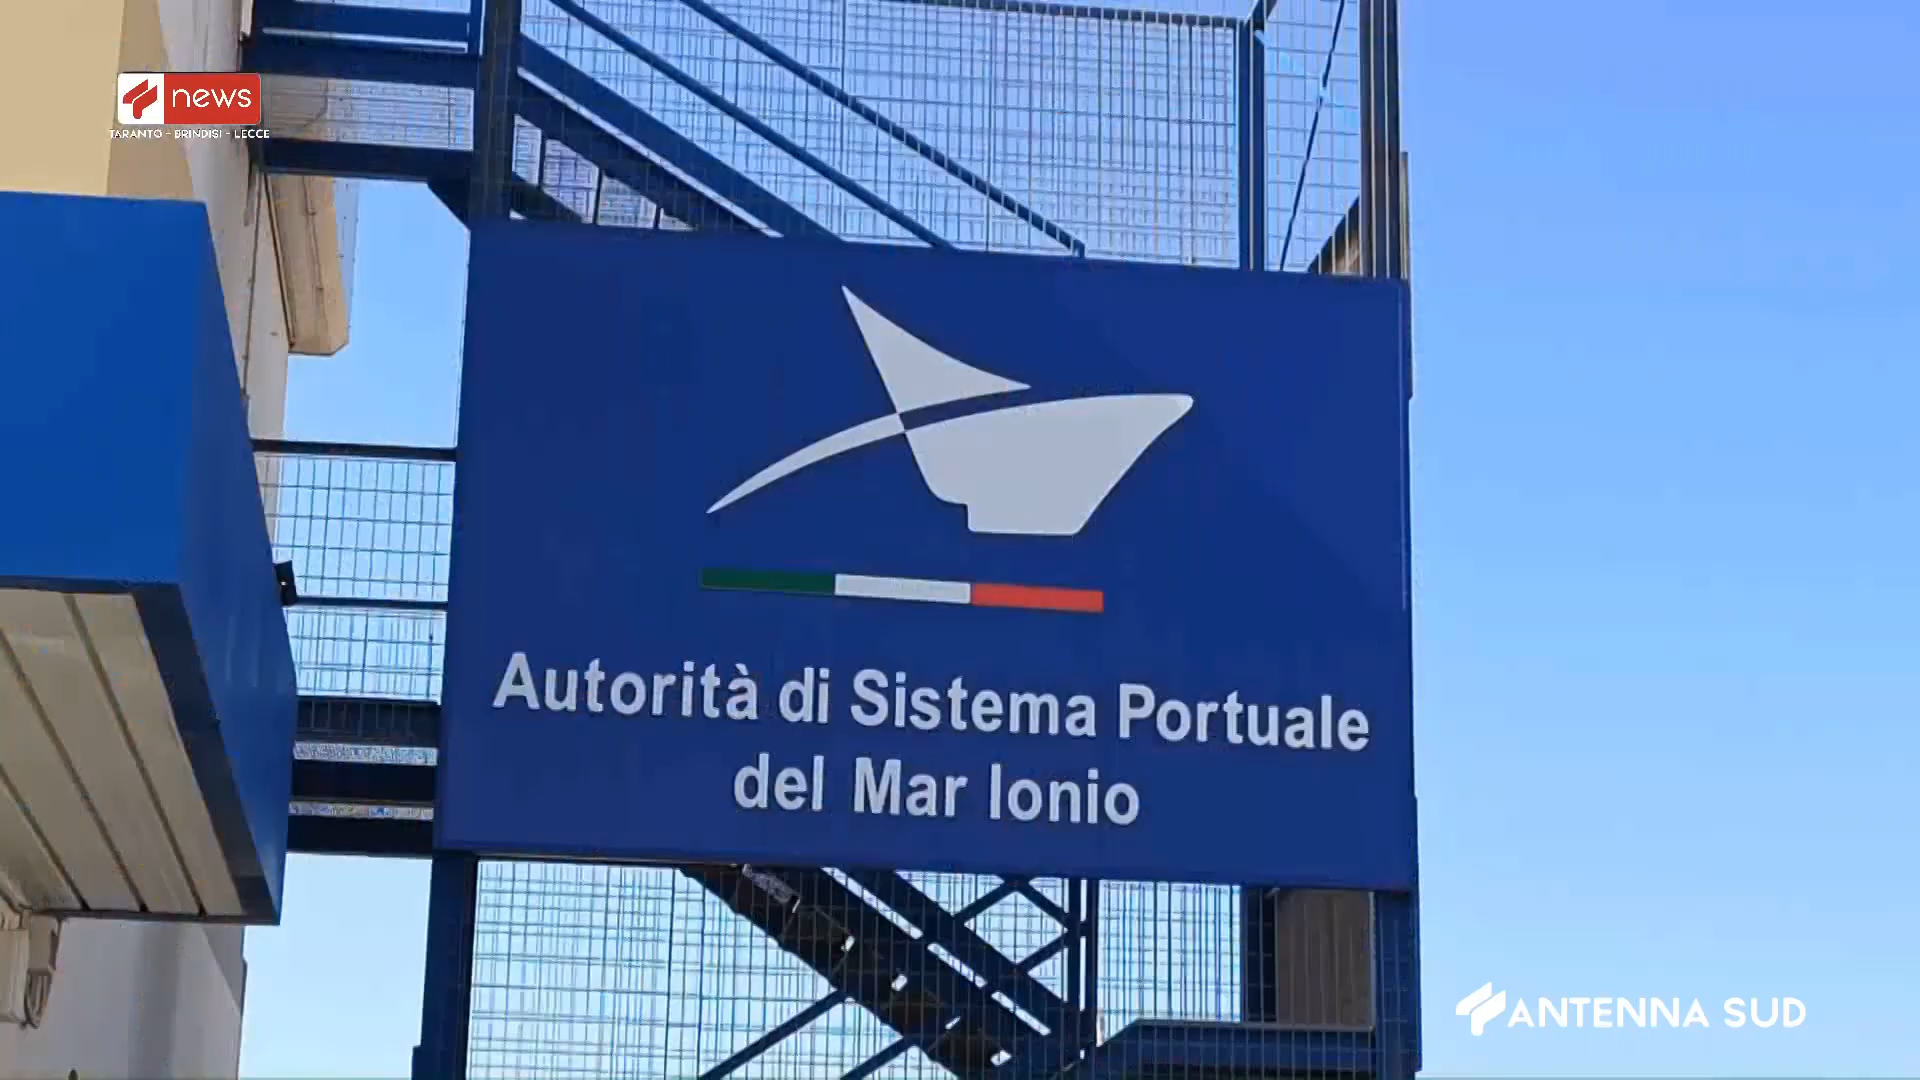 news
TARANTO - BRINDISI - LECCE
Autorità di Sistema Portuale
del Mar Ionio
ANTENNA SUD